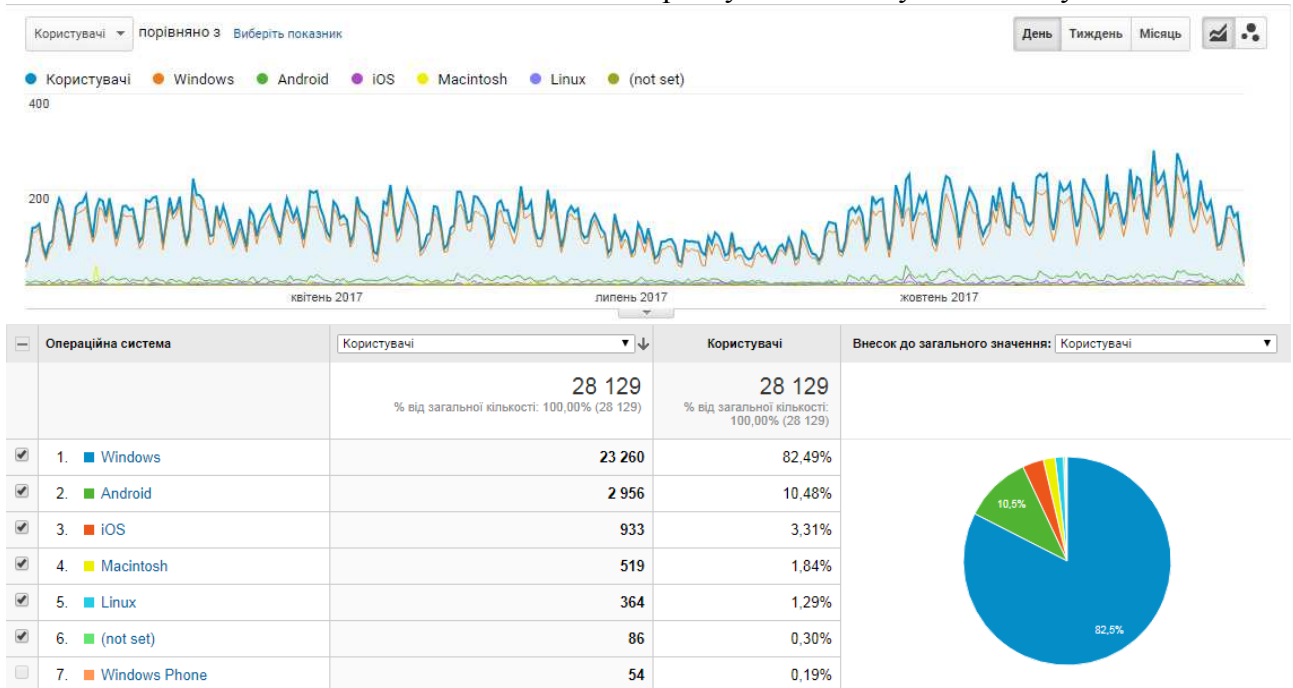 Користувачі порівняно з Виберіть показник День Тиждень Місяць
Користувачі Windows Android iOS Macintosh Linux (not set)
400
200
квітень 2017 липень 2017 жовтень 2017
Операційна система Користувачі Користувачі Внесок до загального значення: Користувачі
28 129 28 129
% від загальної кількості: 100,00% (28 129) % від загальної кількості:
100,00% (28 129)
1. Windows 23 260 82,49%
2. Android 2 956 10,48%
10,5%
3. iOS 933 3,31%
4. Macintosh 519 1,84%
5. Linux 364 1,29%
6. (not set) 86 0,30%
82,5%
7. Windows Phone 54 0,19%